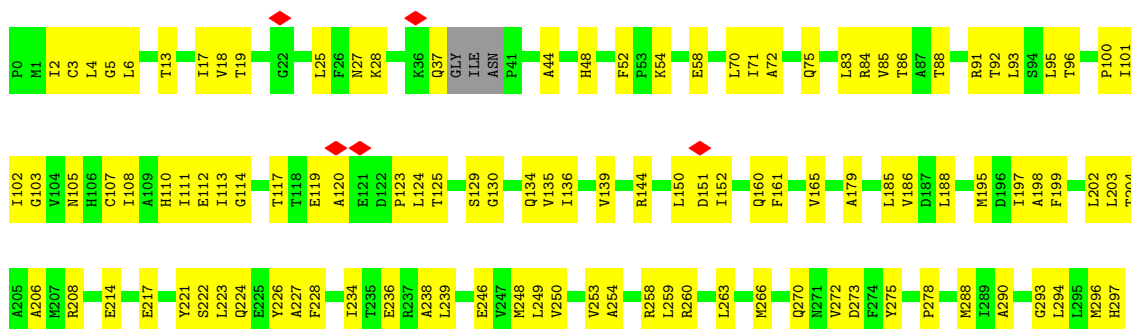 P0 M1 I2 C3 L4 G5 L6 T13 I17 V18 T19 G22 L25 F26 N27 K28 K36 Q37 GLY ILE ASN P41 A44 H48 F52 P53 K54 E58 L70 I71 A72 Q75 L83 R84 V85 T86 A87 T88 R91 T92 L93 S94 L95 T96 P100 I101
I102 G103 V104 N105 H106 C107 I108 A109 H110 I111 E112 I113 G114 T117 T118 E119 A120 E121 D122 P123 L124 T125 S129 G130 Q134 V135 I136 V139 R144 L150 D151 I152 Q160 F161 V165 A179 L185 V186 D187 L188 M195 D196 I197 A198 F199 L202 L203 T204
A205 A206 M207 R208 E214 E217 Y221 S222 L223 Q224 E225 Y226 A227 F228 I234 T235 E236 R237 A238 L239 E246 V247 M248 L249 V250 V253 A254 R258 L259 R260 L263 M266 Q270 N271 V272 D273 F274 Y275 P278 M288 I289 A290 G293 L294 L295 M296 H297